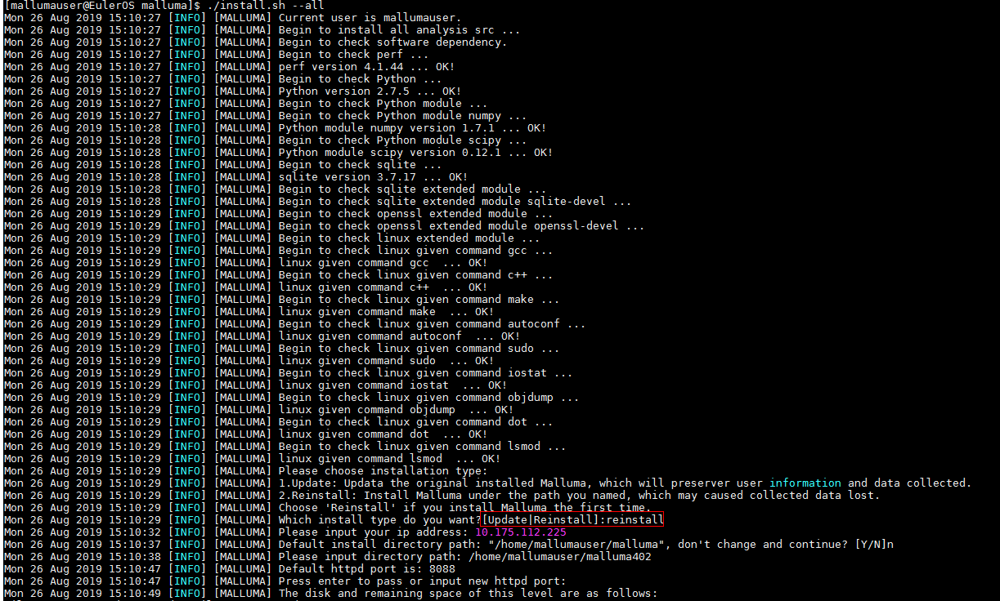 [mallumauser@EulerOS malluma]$ ./install.sh --all
Mon 26 Aug 2019 15:10:27 [INFO] [MALLUMA] Current user is mallumauser.
Mon 26 Aug 2019 15:10:27 [INFO] [MALLUMA] Begin to install all analysis src ...
Mon 26 Aug 2019 15:10:27 [INFO] [MALLUMA] Begin to check software dependency.
Mon 26 Aug 2019 15:10:27 [INFO] [MALLUMA] Begin to check perf ...
Mon 26 Aug 2019 15:10:27 [INFO] [MALLUMA] perf version 4.1.44 ... OK!
Mon 26 Aug 2019 15:10:27 [INFO] [MALLUMA] Begin to check Python ...
Mon 26 Aug 2019 15:10:27 [INFO] [MALLUMA] Python version 2.7.5 ... OK!
Mon 26 Aug 2019 15:10:27 [INFO] [MALLUMA] Begin to check Python module ...
Mon 26 Aug 2019 15:10:27 [INFO] [MALLUMA] Begin to check Python module numpy ...
Mon 26 Aug 2019 15:10:28 [INFO] [MALLUMA] Python module numpy version 1.7.1 ... OK!
Mon 26 Aug 2019 15:10:28 [INFO] [MALLUMA] Begin to check Python module scipy ...
Mon 26 Aug 2019 15:10:28 [INFO] [MALLUMA] Python module scipy version 0.12.1 ... OK!
Mon 26 Aug 2019 15:10:28 [INFO] [MALLUMA] Begin to check sqlite ...
Mon 26 Aug 2019 15:10:28 [INFO] [MALLUMA] sqlite version 3.7.17 ... OK!
Mon 26 Aug 2019 15:10:28 [INFO] [MALLUMA] Begin to check sqlite extended module ...
Mon 26 Aug 2019 15:10:28 [INFO] [MALLUMA] Begin to check sqlite extended module sqlite-devel ...
Mon 26 Aug 2019 15:10:29 [INFO] [MALLUMA] Begin to check openssl extended module ...
Mon 26 Aug 2019 15:10:29 [INFO] [MALLUMA] Begin to check openssl extended module openssl-devel ...
Mon 26 Aug 2019 15:10:29 [INFO] [MALLUMA] Begin to check linux extended module ...
Mon 26 Aug 2019 15:10:29 [INFO] [MALLUMA] Begin to check linux given command gcc ...
Mon 26 Aug 2019 15:10:29 [INFO] [MALLUMA] linux given command gcc  ... OK!
Mon 26 Aug 2019 15:10:29 [INFO] [MALLUMA] Begin to check linux given command c++ ...
Mon 26 Aug 2019 15:10:29 [INFO] [MALLUMA] linux given command c++  ... OK!
Mon 26 Aug 2019 15:10:29 [INFO] [MALLUMA] Begin to check linux given command make ...
Mon 26 Aug 2019 15:10:29 [INFO] [MALLUMA] linux given command make  ... OK!
Mon 26 Aug 2019 15:10:29 [INFO] [MALLUMA] Begin to check linux given command autoconf ...
Mon 26 Aug 2019 15:10:29 [INFO] [MALLUMA] linux given command autoconf  ... OK!
Mon 26 Aug 2019 15:10:29 [INFO] [MALLUMA] Begin to check linux given command sudo ...
Mon 26 Aug 2019 15:10:29 [INFO] [MALLUMA] linux given command sudo  ... OK!
Mon 26 Aug 2019 15:10:29 [INFO] [MALLUMA] Begin to check linux given command iostat ...
Mon 26 Aug 2019 15:10:29 [INFO] [MALLUMA] linux given command iostat  ... OK!
Mon 26 Aug 2019 15:10:29 [INFO] [MALLUMA] Begin to check linux given command objdump ...
Mon 26 Aug 2019 15:10:29 [INFO] [MALLUMA] linux given command objdump  ... OK!
Mon 26 Aug 2019 15:10:29 [INFO] [MALLUMA] Begin to check linux given command dot ...
Mon 26 Aug 2019 15:10:29 [INFO] [MALLUMA] linux given command dot  ... OK!
Mon 26 Aug 2019 15:10:29 [INFO] [MALLUMA] Begin to check linux given command lsmod ...
Mon 26 Aug 2019 15:10:29 [INFO] [MALLUMA] linux given command lsmod  ... OK!
Mon 26 Aug 2019 15:10:29 [INFO] [MALLUMA] Please choose installation type:
Mon 26 Aug 2019 15:10:29 [INFO] [MALLUMA] 1.Update: Updata the original installed Malluma, which will preserver user information and data collected.
Mon 26 Aug 2019 15:10:29 [INFO] [MALLUMA] 2.Reinstall: Install Malluma under the path you named, which may caused collected data lost.
Mon 26 Aug 2019 15:10:29 [INFO] [MALLUMA] Choose 'Reinstall' if you install Malluma the first time.
Mon 26 Aug 2019 15:10:29 [INFO] [MALLUMA] Which install type do you want?[Update|Reinstall]:reinstall
Mon 26 Aug 2019 15:10:32 [INFO] [MALLUMA] Please input your ip address: 10.175.112.225
Mon 26 Aug 2019 15:10:37 [INFO] [MALLUMA] Default install directory path: "/home/mallumauser/malluma", don't change and continue? [Y/N]n
Mon 26 Aug 2019 15:10:38 [INFO] [MALLUMA] Please input directory path: /home/mallumauser/malluma402
Mon 26 Aug 2019 15:10:47 [INFO] [MALLUMA] Default httpd port is: 8088
Mon 26 Aug 2019 15:10:47 [INFO] [MALLUMA] Press enter to pass or input new httpd port:
Mon 26 Aug 2019 15:10:49 [INFO] [MALLUMA] The disk and remaining space of this level are as follows: